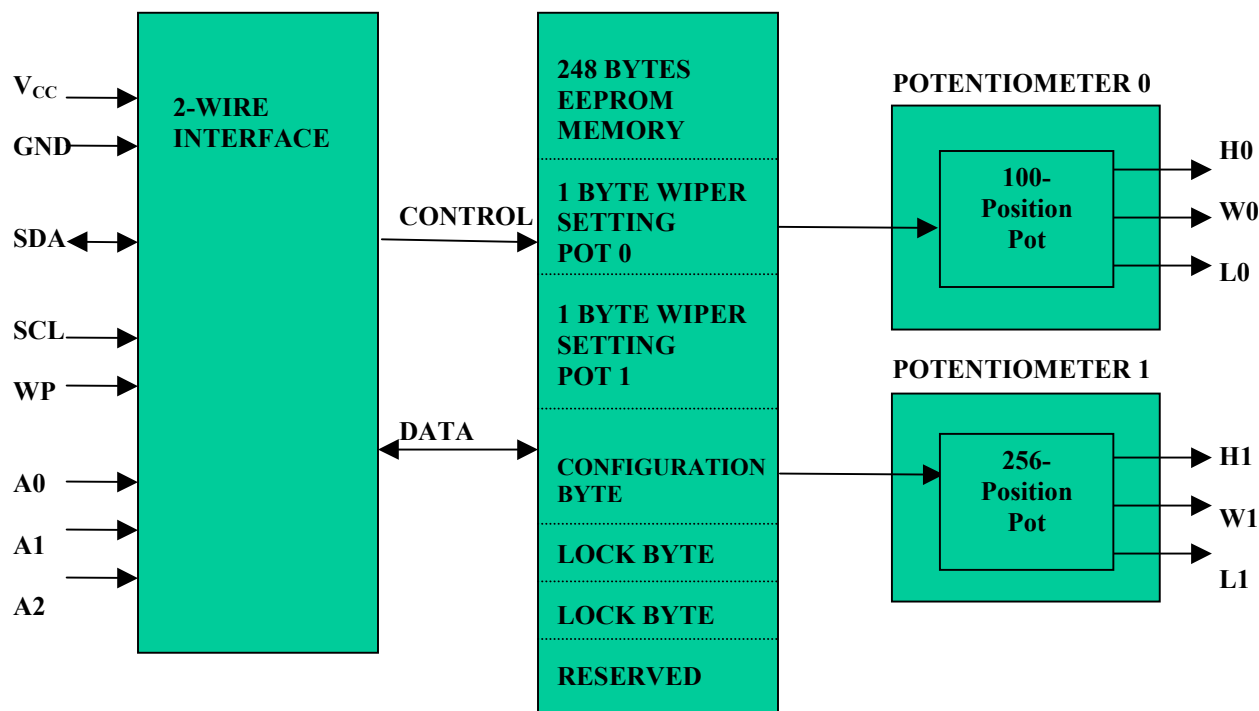 V_CC
GND
SDA
SCL
WP
A0
A1
A2
2-WIRE
INTERFACE
CONTROL
DATA
248 BYTES
EEPROM
MEMORY
1 BYTE WIPER
SETTING
POT 0
1 BYTE WIPER
SETTING
POT 1
CONFIGURATION
BYTE
LOCK BYTE
LOCK BYTE
RESERVED
POTENTIOMETER 0
100-
Position
Pot
H0
W0
L0
POTENTIOMETER 1
256-
Position
Pot
H1
W1
L1